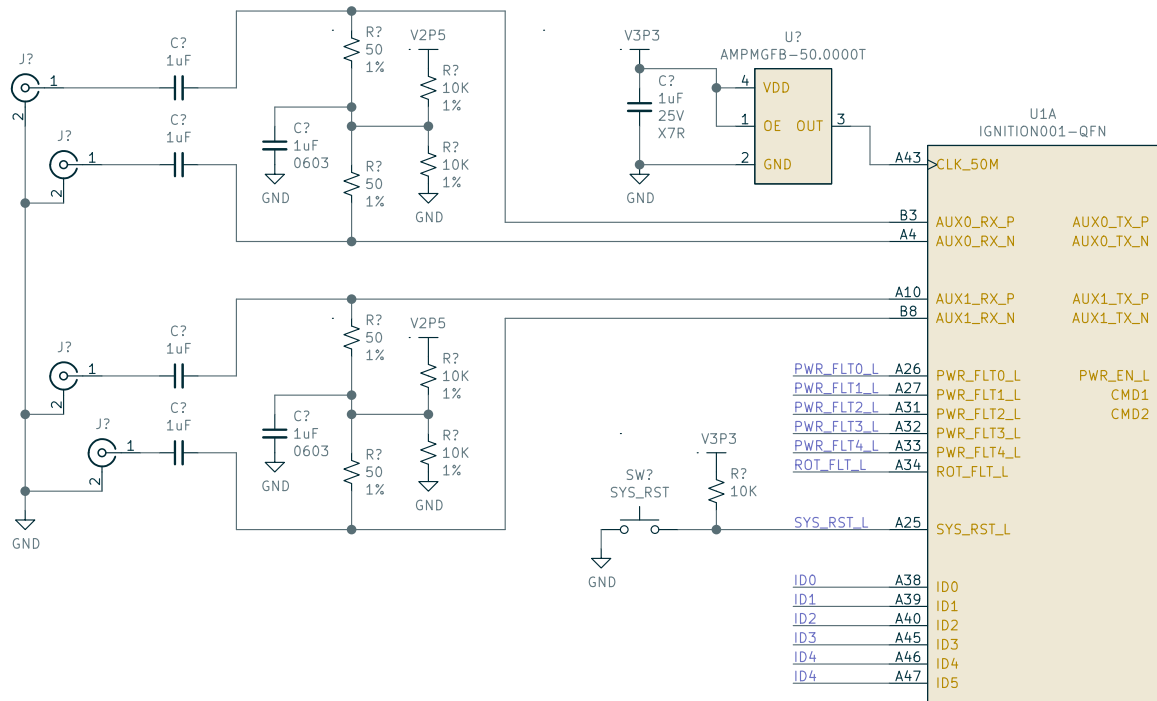 J?
1
2
C?
1uF
J?
1
2
C?
1uF
R?
50
1%
V2P5
R?
10K
1%
C?
1uF
0603
GND
R?
50
1%
R?
10K
1%
GND
V3P3
C?
1uF
25V
X7R
GND
U?
AMPMGFB-50.0000T
4 VDD
1 OE OUT 3
2 GND
J?
1
2
C?
1uF
J?
1
2
C?
1uF
GND
R?
50
1%
V2P5
R?
10K
1%
C?
1uF
0603
GND
R?
50
1%
R?
10K
1%
GND
V3P3
R?
10K
SW?
SYS_RST
GND
U1A
IGNITION001-QFN
A43 CLK_50M
B3 AUX0_RX_P AUX0_TX_P
A4 AUX0_RX_N AUX0_TX_N
A10 AUX1_RX_P AUX1_TX_P
B8 AUX1_RX_N AUX1_TX_N
PWR_FLT0_L A26 PWR_FLT0_L PWR_EN_L
PWR_FLT1_L A27 PWR_FLT1_L CMD1
PWR_FLT2_L A31 PWR_FLT2_L CMD2
PWR_FLT3_L A32 PWR_FLT3_L
PWR_FLT4_L A33 PWR_FLT4_L
ROT_FLT_L A34 ROT_FLT_L
SYS_RST_L A25 SYS_RST_L
ID0 A38 ID0
ID1 A39 ID1
ID2 A40 ID2
ID3 A45 ID3
ID4 A46 ID4
ID4 A47 ID5